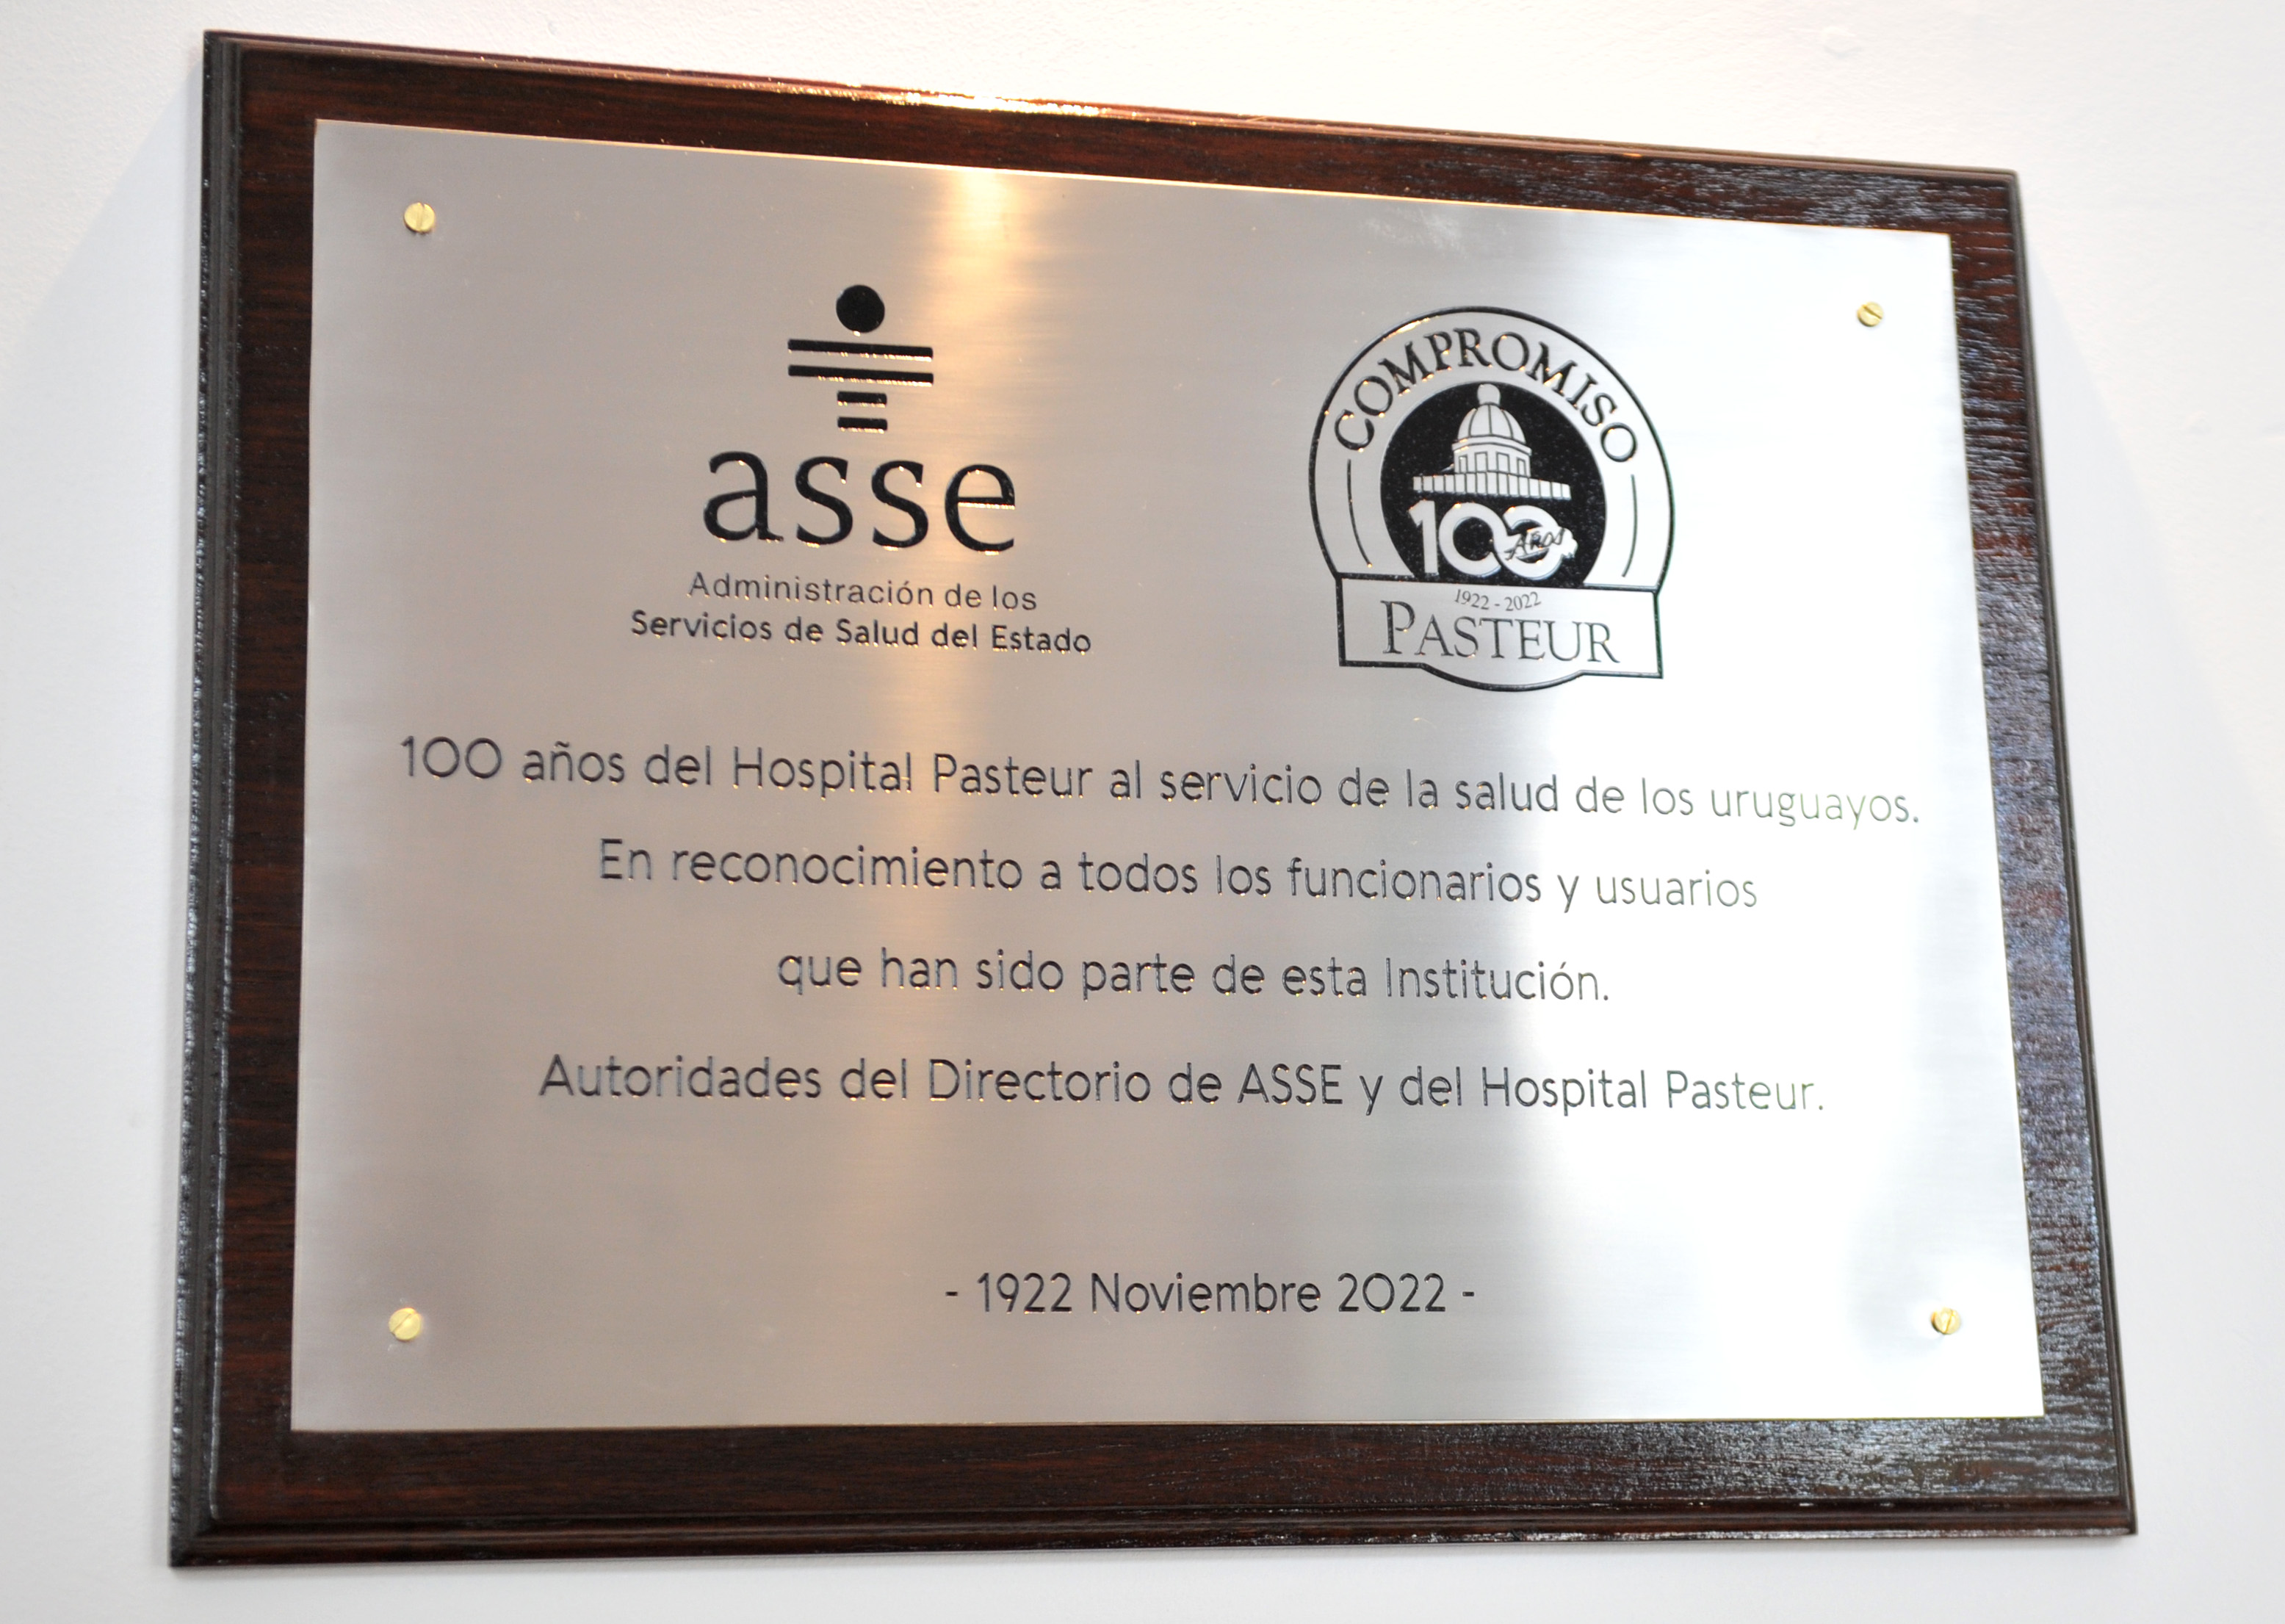 asse
Administración de los
Servicios de Salud del Estado
COMPROMISO
100
AÑOS
1922 - 2022
PASTEUR
100 años del Hospital Pasteur al servicio de la salud de los uruguayos.
En reconocimiento a todos los funcionarios y usuarios
que han sido parte de esta Institución.
Autoridades del Directorio de ASSE y del Hospital Pasteur.
- 1922 Noviembre 2022 -